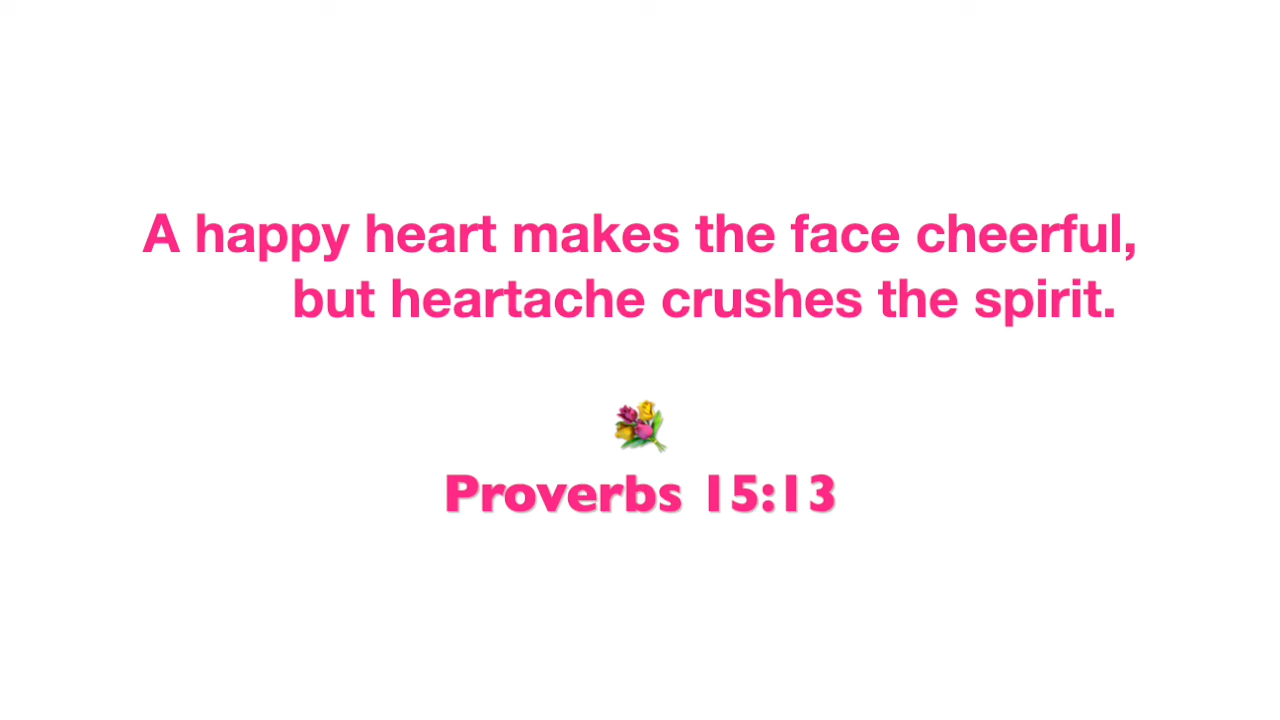 A happy heart makes the face cheerful,
but heartache crushes the spirit.
Proverbs 15:13